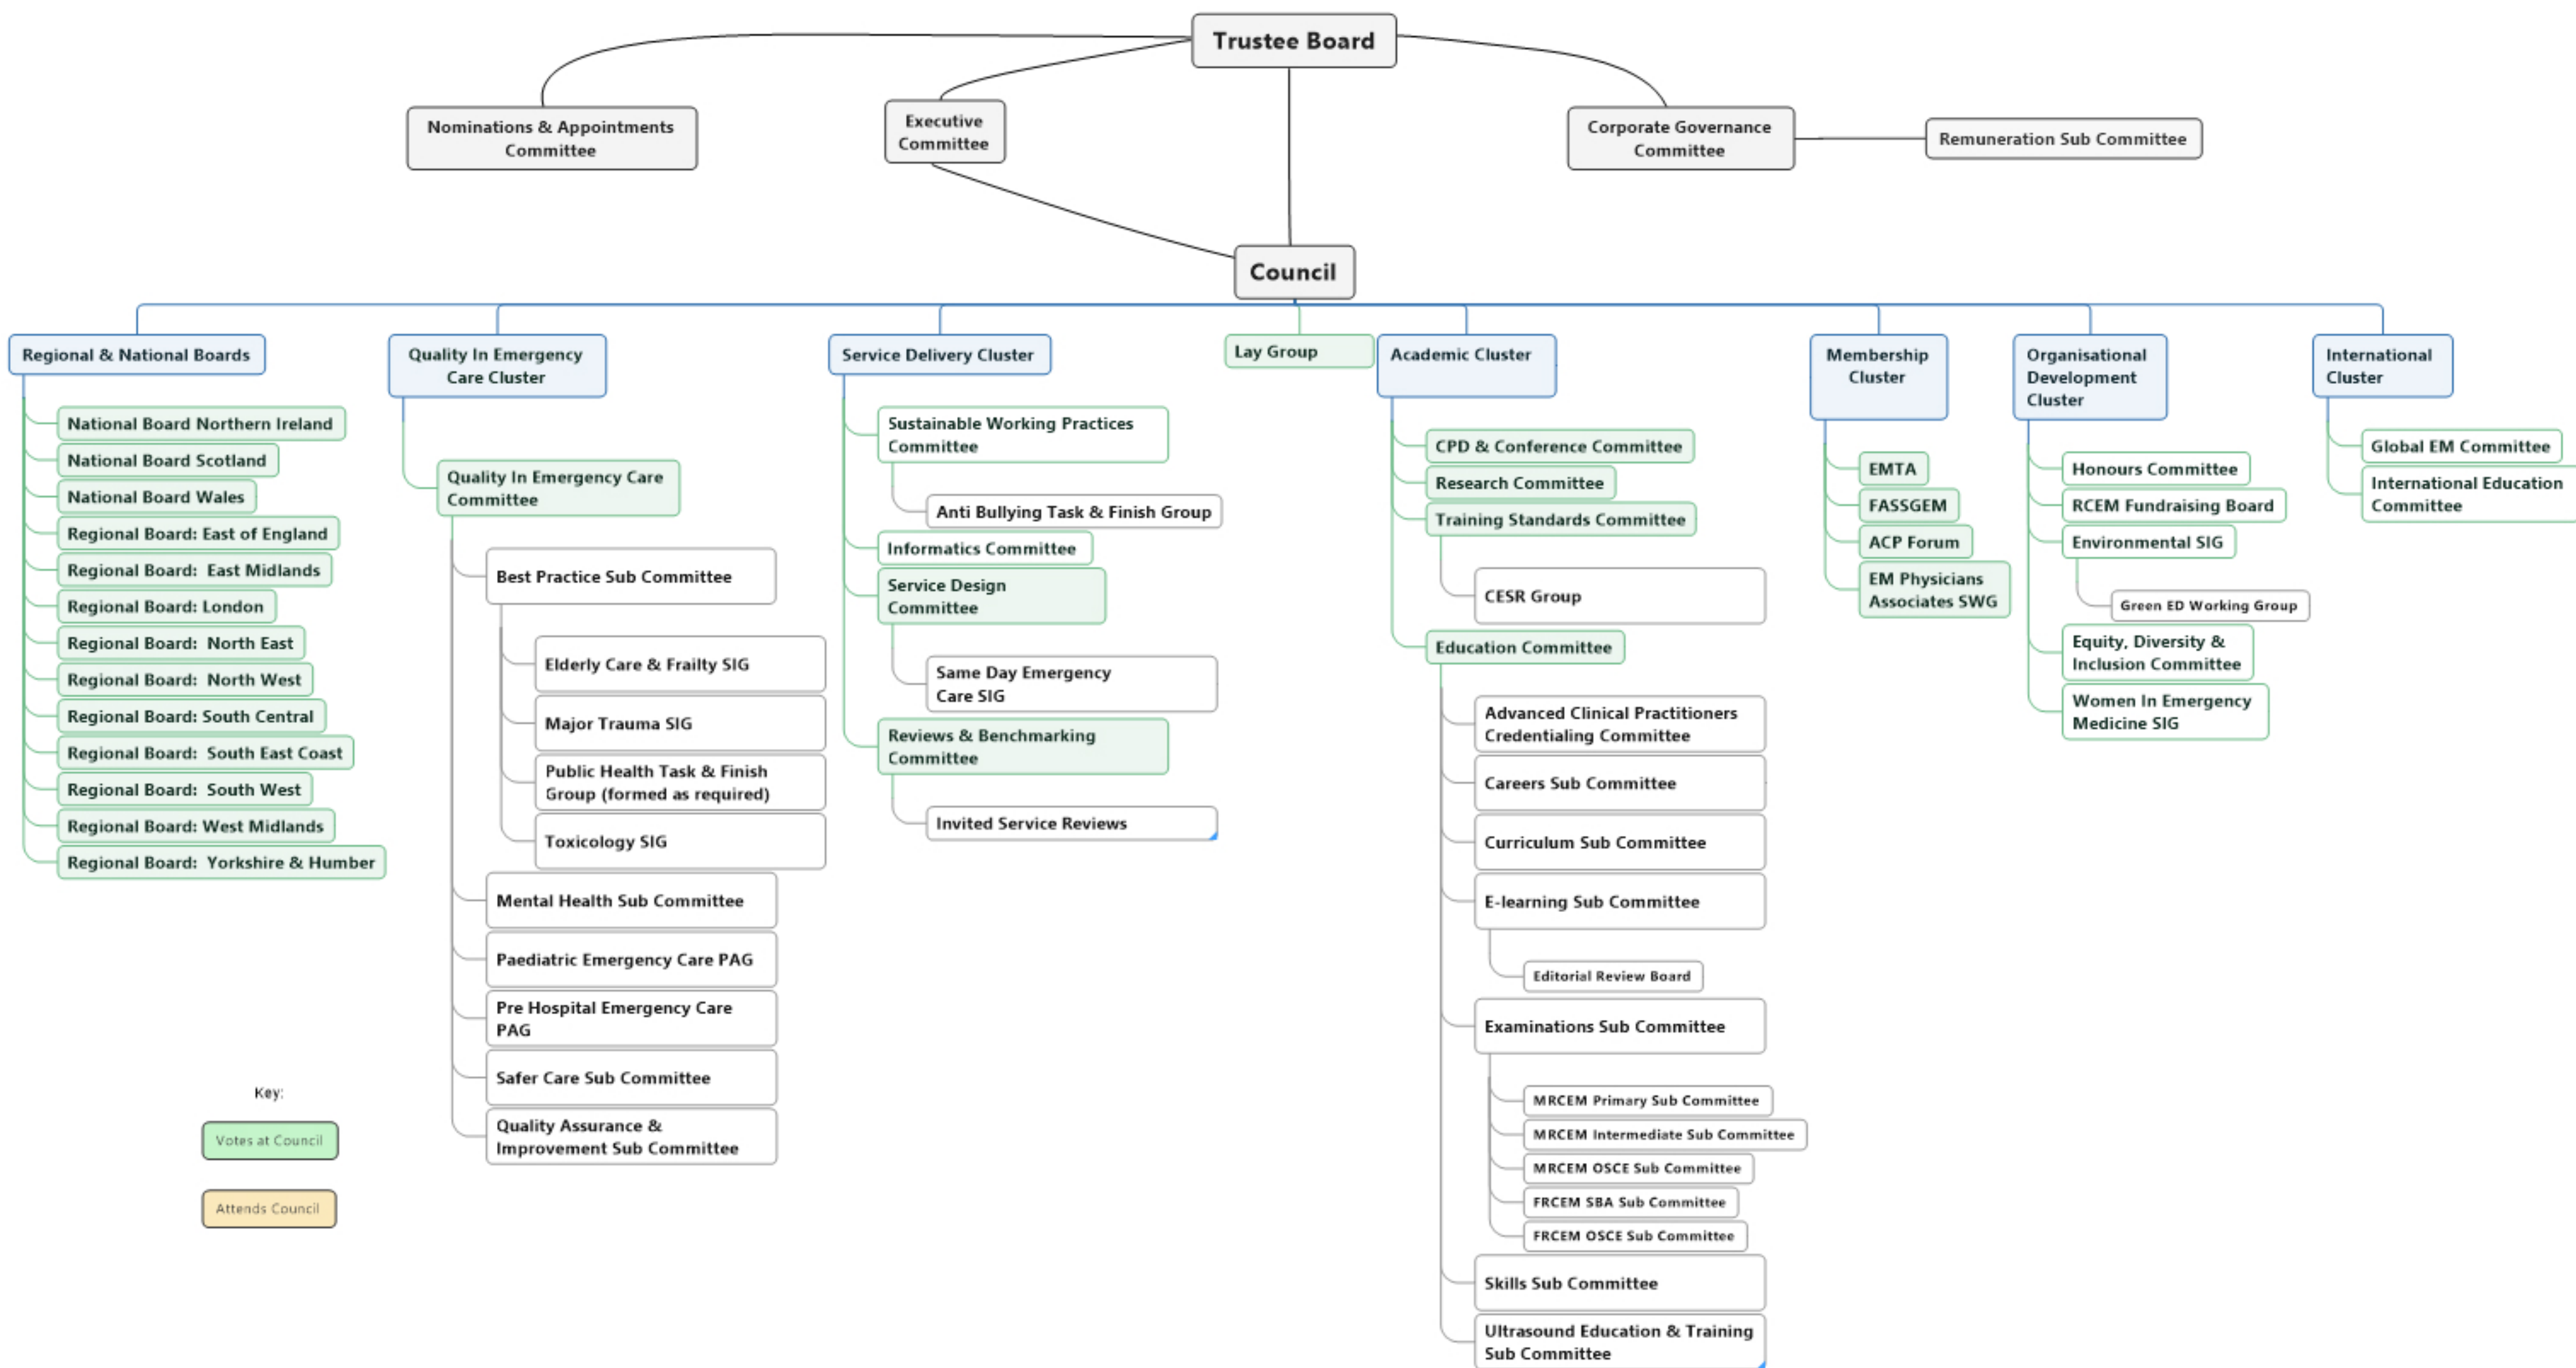 Trustee Board
Nominations & Appointments
Committee
Executive
Committee
Corporate Governance
Committee
Remuneration Sub Committee
Council
Regional & National Boards
National Board Northern Ireland
National Board Scotland
National Board Wales
Regional Board: East of England
Regional Board: East Midlands
Regional Board: London
Regional Board: North East
Regional Board: North West
Regional Board: South Central
Regional Board: South East Coast
Regional Board: South West
Regional Board: West Midlands
Regional Board: Yorkshire & Humber
Quality In Emergency
Care Cluster
Quality In Emergency Care
Committee
Best Practice Sub Committee
Elderly Care & Frailty SIG
Major Trauma SIG
Public Health Task & Finish
Group (formed as required)
Toxicology SIG
Mental Health Sub Committee
Paediatric Emergency Care PAG
Pre Hospital Emergency Care
PAG
Safer Care Sub Committee
Quality Assurance &
Improvement Sub Committee
Service Delivery Cluster
Sustainable Working Practices
Committee
Anti Bullying Task & Finish Group
Informatics Committee
Service Design
Committee
Same Day Emergency
Care SIG
Reviews & Benchmarking
Committee
Invited Service Reviews
Lay Group
Academic Cluster
CPD & Conference Committee
Research Committee
Training Standards Committee
CESR Group
Education Committee
Advanced Clinical Practitioners
Credentialing Committee
Careers Sub Committee
Curriculum Sub Committee
E-learning Sub Committee
Editorial Review Board
Examinations Sub Committee
MRCEM Primary Sub Committee
MRCEM Intermediate Sub Committee
MRCEM OSCE Sub Committee
FRCEM SBA Sub Committee
FRCEM OSCE Sub Committee
Skills Sub Committee
Ultrasound Education & Training
Sub Committee
Membership
Cluster
EMTA
FASSGEM
ACP Forum
EM Physicians
Associates SWG
Organisational
Development
Cluster
Honours Committee
RCEM Fundraising Board
Environmental SIG
Green ED Working Group
Equity, Diversity &
Inclusion Committee
Women In Emergency
Medicine SIG
International
Cluster
Global EM Committee
International Education
Committee
Key:
Votes at Council
Attends Council